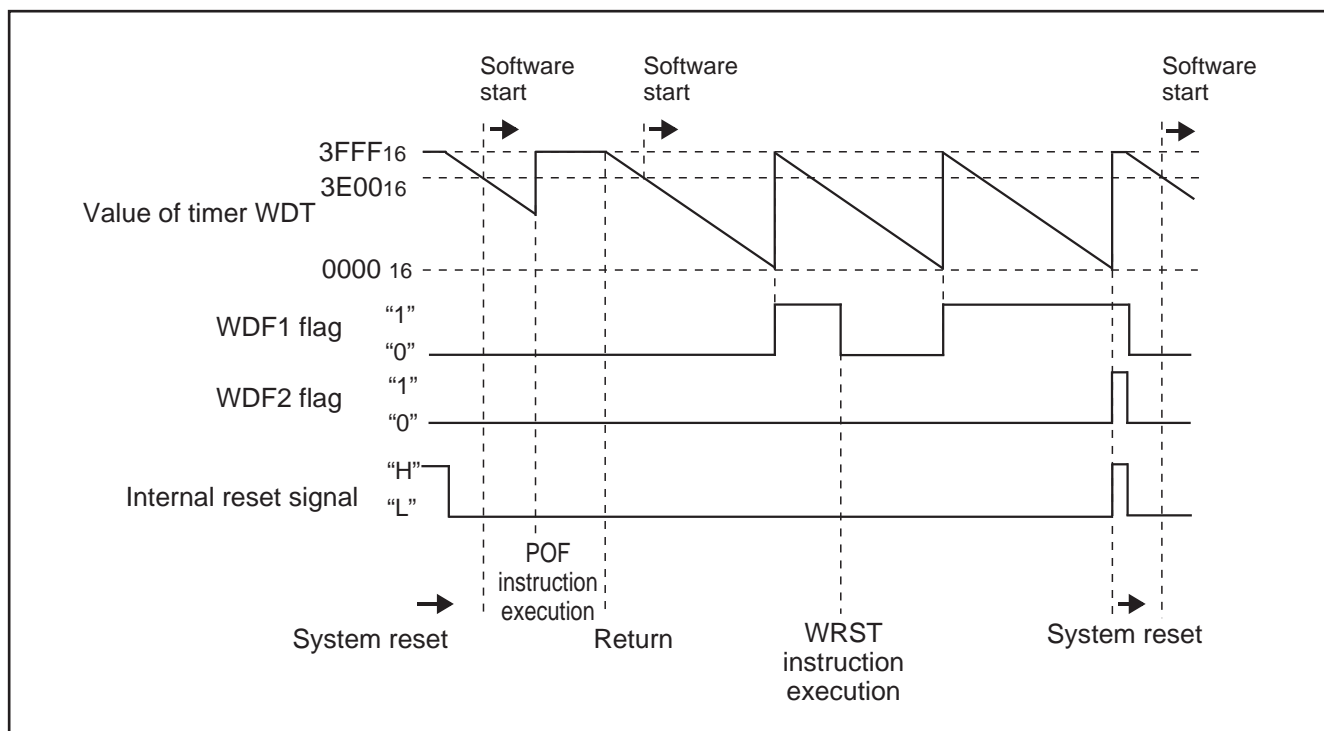 Software
start
Software
start
Software
start
3FFF16
3E0016
Value of timer WDT
0000 16
WDF1 flag
“1”
“0”
WDF2 flag
“1”
“0”
Internal reset signal
“H”
“L”
POF
instruction
execution
System reset
Return
WRST
instruction
execution
System reset